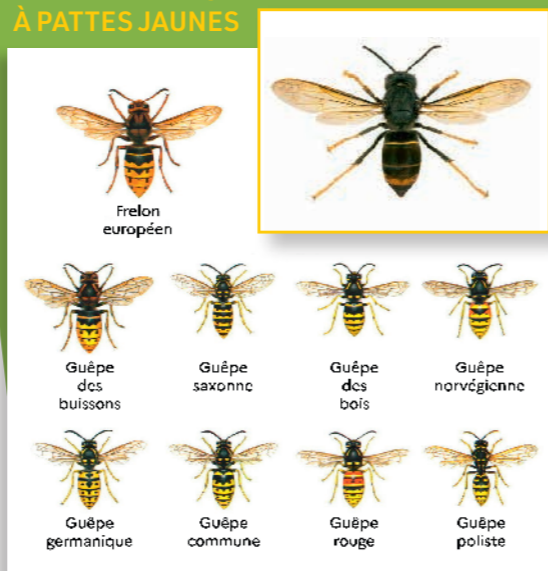 À PATTES JAUNES
Frelon
européen
Guêpe
des
buissons
Guêpe
saxonne
Guêpe
des
bois
Guêpe
norvégienne
Guêpe
germanique
Guêpe
commune
Guêpe
rouge
Guêpe
poliste